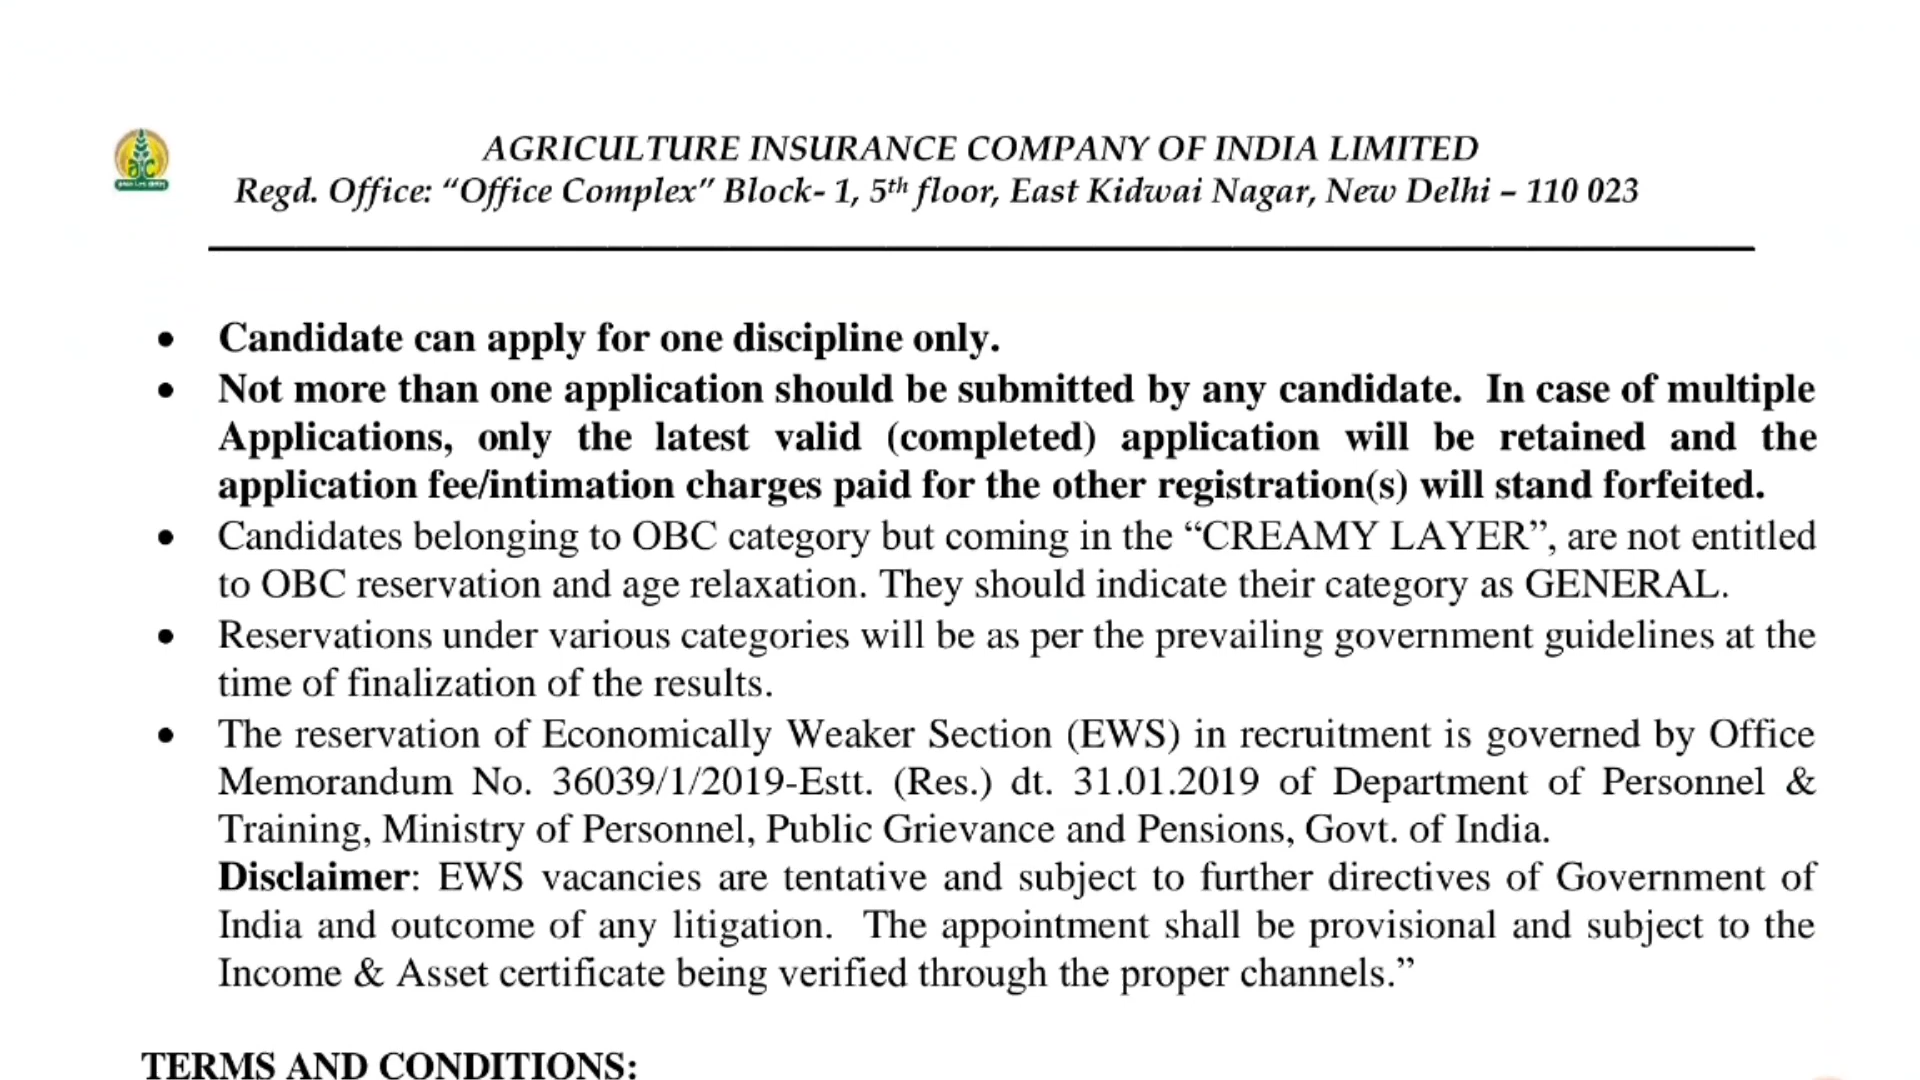 AGRICULTURE INSURANCE COMPANY OF INDIA LIMITED
Regd. Office: “Office Complex” Block- 1, 5th floor, East Kidwai Nagar, New Delhi – 110 023
• Candidate can apply for one discipline only.
• Not more than one application should be submitted by any candidate. In case of multiple
Applications, only the latest valid (completed) application will be retained and the
application fee/intimation charges paid for the other registration(s) will stand forfeited.
• Candidates belonging to OBC category but coming in the “CREAMY LAYER”, are not entitled
to OBC reservation and age relaxation. They should indicate their category as GENERAL.
• Reservations under various categories will be as per the prevailing government guidelines at the
time of finalization of the results.
• The reservation of Economically Weaker Section (EWS) in recruitment is governed by Office
Memorandum No. 36039/1/2019-Estt. (Res.) dt. 31.01.2019 of Department of Personnel &
Training, Ministry of Personnel, Public Grievance and Pensions, Govt. of India.
Disclaimer: EWS vacancies are tentative and subject to further directives of Government of
India and outcome of any litigation. The appointment shall be provisional and subject to the
Income & Asset certificate being verified through the proper channels.”
TERMS AND CONDITIONS: